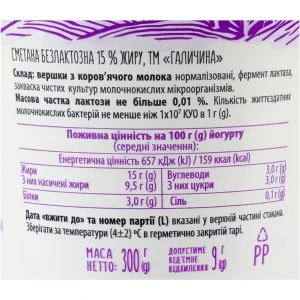 СМЕТАНА БЕЗЛАКТОЗНА 15 % ЖИРУ, ТМ «ГАЛИЧИНА»
Склад: вершки з коров'ячого молока нормалізовані, фермент лактаза,
закваска чистих культур молочнокислих мікроорганізмів.
Масова частка лактози не більше 0,01 %. Кількість життєздатних
молочнокислих бактерій не менше ніж 1х10⁷ КУО в 1 г (g)
Поживна цінність на 100 г (g) йогурту
(середні значення):
Енергетична цінність 657 кДж (kJ) / 159 ккал (kcal)
Жири 15 г (g) Вуглеводи 3,0 г (g)
З них насичені жири 9,5 г (g) З них цукри 3,0 г (g)
Білки 3,0 г (g) Сіль 0,1 г (g)
Дата «вжити до» та номер партії (L) вказані у верхній частині стакана.
Зберігати за температури (4±2) °С в герметично закритій тарі.
МАСА НЕТТО: 300 г (g) ДОПУСТИМЕ ВІД'ЄМНЕ ВІДХИЛЕННЯ 9 г (g) PP